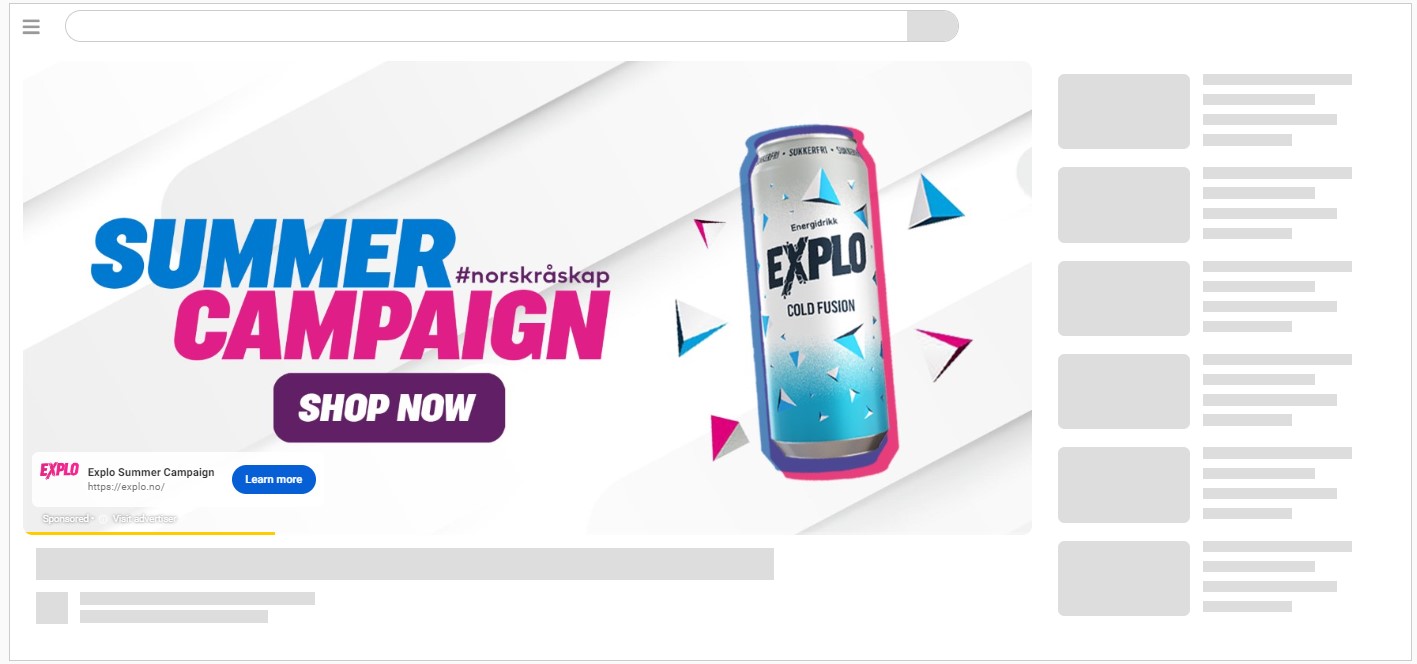 SUMMER
#norskråskap
CAMPAIGN
SHOP NOW
SUKKERFRI • SUKKERFRI •
Energidrikk
EXPLO
COLD FUSION
EXPLO
Explo Summer Campaign
https://explo.no/
Learn more
Sponsored •
Visit advertiser